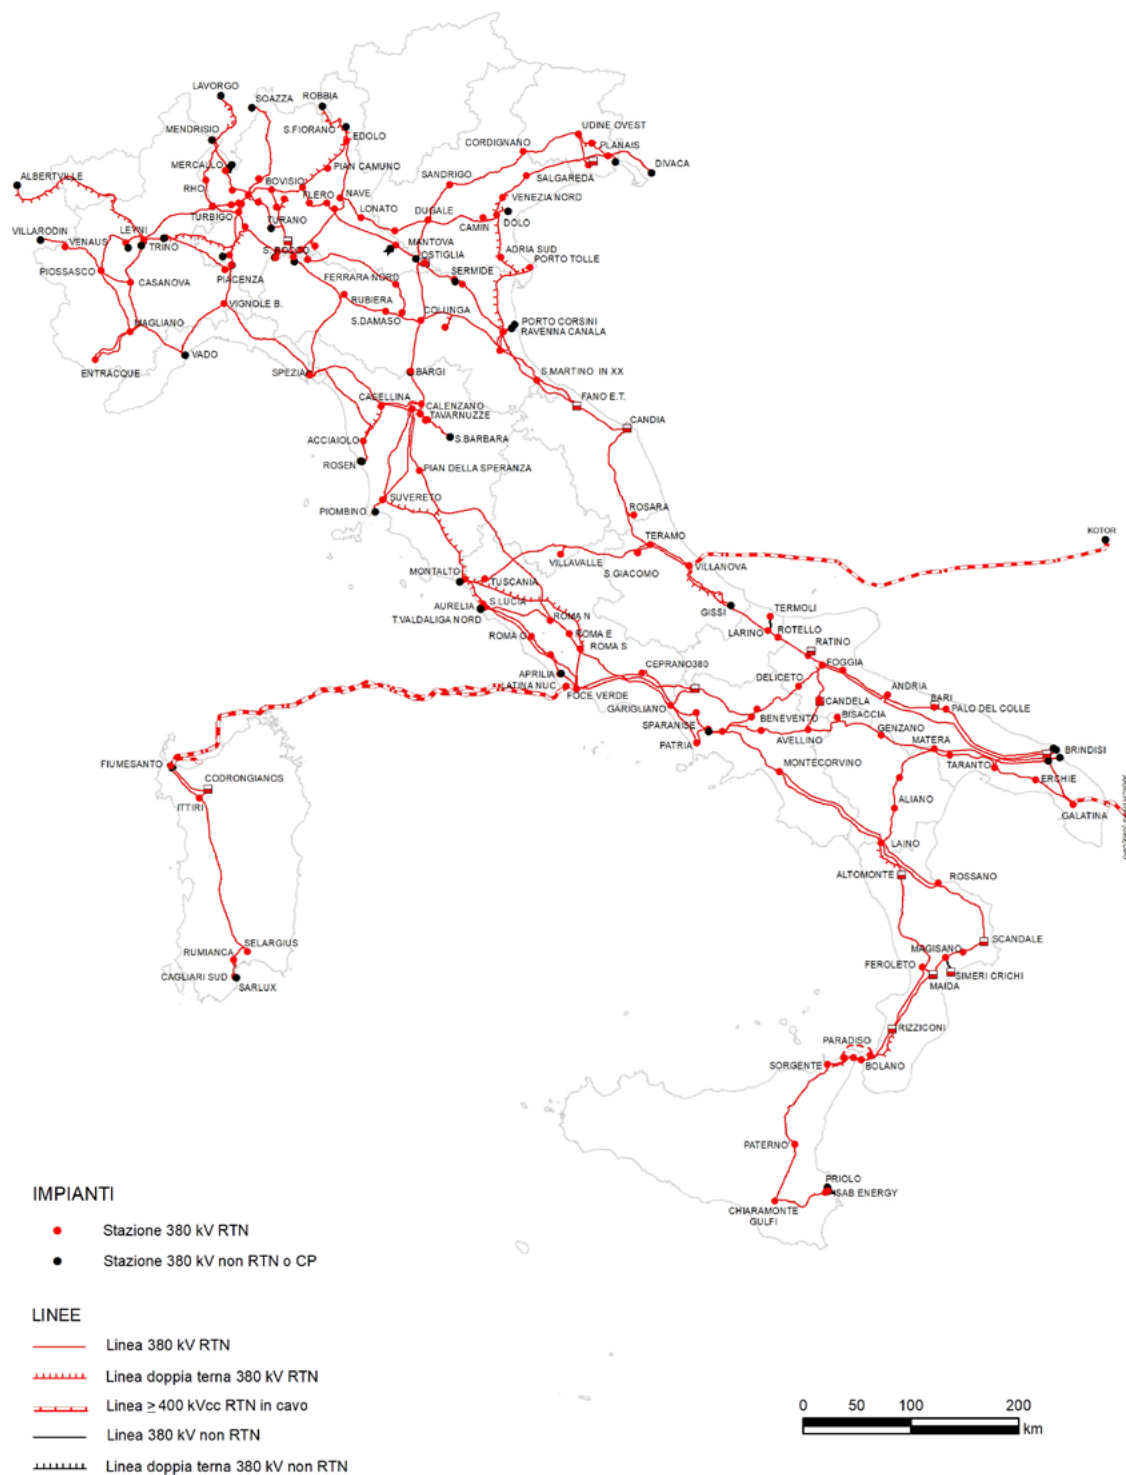 LAVORGO
SOAZZA
ROBBIA
MENDRISIO
S.FIORANO
EDOLO
UDINE OVEST
CORDIGNANO
PLANAIS
MERCALLO
PIAN CAMUNO
DIVACA
ALBERTVILLE
BOVISIO
SANDRIGO
SALGAREDA
RHO
FLERO
NAVE
VENEZIA NORD
TURBIGO
LONATO
DUGALE
TURANO
CAMIN
DOLO
VILLARODIN
LEYNI
VENAUS
TRINO
MANTOVA
ADRIA SUD
OSTIGLIA
PORTO TOLLE
PIOSSASCO
PIACENZA
SERMIDE
CASANOVA
FERRARA NORD
VIGNOLE B.
RUBIERA
S.DAMASO
COLUNGA
MAGLIANO
PORTO CORSINI
RAVENNA CANALA
VADO
ENTRACQUE
SPEZIA
BARGI
S.MARTINO IN XX
FANO E.T.
CALENZANO
TAVARNUZZE
CANDIA
ACCIAIOLO
S.BARBARA
ROSEN
PIAN DELLA SPERANZA
SUVERETO
PIOMBINO
ROSARA
TERAMO
KOTOR
VILLAVALLE
S.GIACOMO
VILLANOVA
MONTALTO
TUSCANIA
AURELIA
S.LUCIA
GISSI
TERMOLI
T.VALDALIGA NORD
ROMA N
LARINO
ROTELLO
ROMA O
ROMA E
ROMA S
RATINO
APRILIA
CEPRANO380
FOGGIA
LATINA NUC
FOCE VERDE
DELICETO
ANDRIA
CANDELA
BARI
GARIGLIANO
BISACCIA
PALO DEL COLLE
SPARANISE
BENEVENTO
GENZANO
PATRIA
AVELLINO
MATERA
BRINDISI
FIUMESANTO
CODRONGIANOS
MONTECORVINO
TARANTO
ERCHIE
ITTIRI
ALIANO
GALATINA
LAINO
ALTOMONTE
ROSSANO
SELARGIUS
RUMIANCA
SCANDALE
MAGISANO
CAGLIARI SUD
SARLUX
FEROLETO
SIMERI CRICHI
MAIDA
RIZZICONI
PARADISO
SORGENTE
BOLANO
PATERNO
PRIOLO
ISAB ENERGY
CHIARAMONTE
GULFI
IMPIANTI
Stazione 380 kV RTN
Stazione 380 kV non RTN o CP
LINEE
Linea 380 kV RTN
Linea doppia terna 380 kV RTN
Linea ≥ 400 kVcc RTN in cavo
Linea 380 kV non RTN
Linea doppia terna 380 kV non RTN
0 50 100 200
km